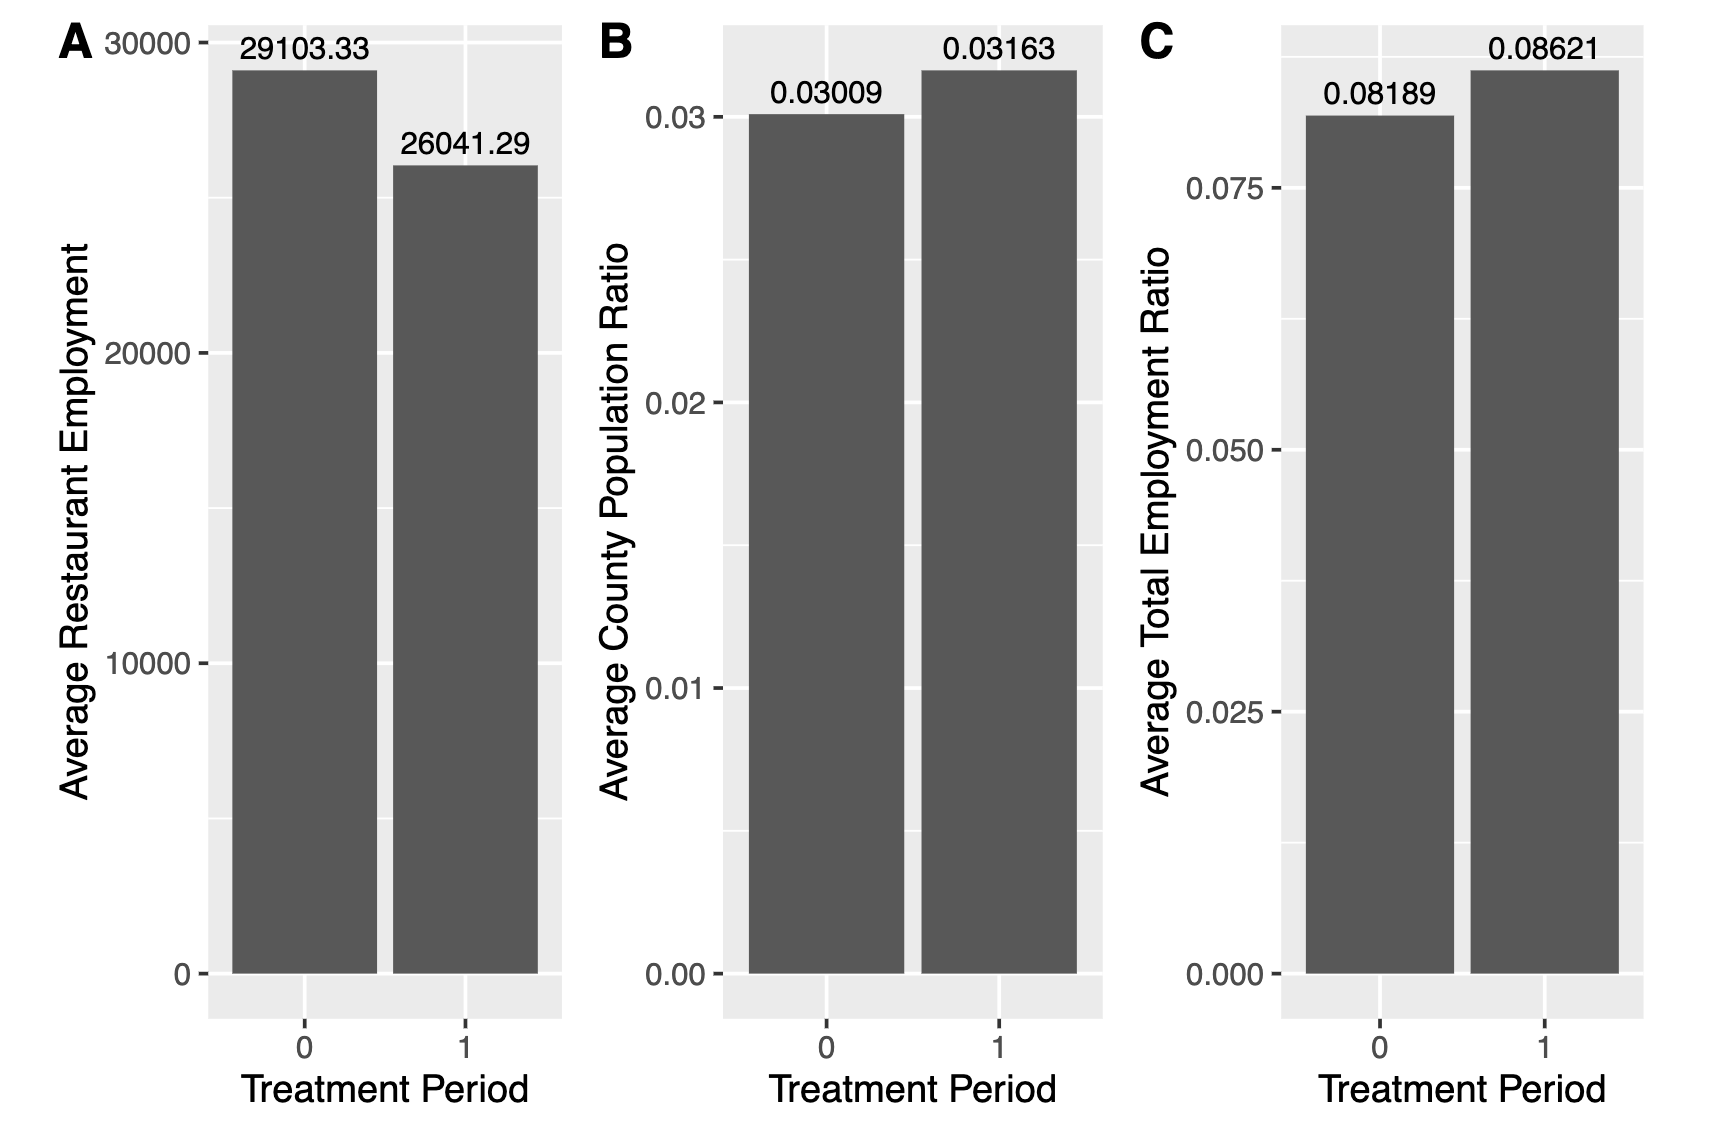 A
Average Restaurant Employment
30000
20000
10000
0
29103.33
26041.29
0
1
Treatment Period
B
Average County Population Ratio
0.03
0.02
0.01
0.00
0.03009
0.03163
0
1
Treatment Period
C
Average Total Employment Ratio
0.075
0.050
0.025
0.000
0.08189
0.08621
0
1
Treatment Period